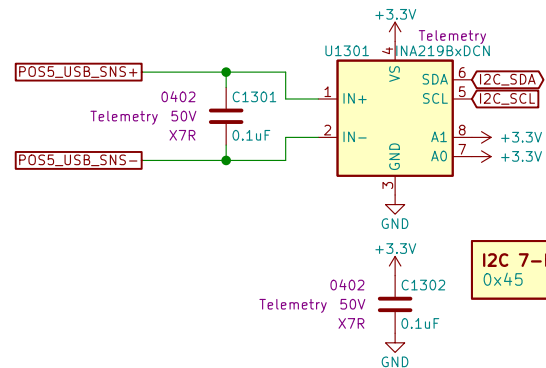 +3.3V
Telemetry
U1301 INA219BxDCN
4
VS
POS5_USB_SNS+
0402 C1301
Telemetry 50V
X7R 0.1uF
POS5_USB_SNS-
1 IN+
2 IN-
SDA 6 I2C_SDA
SCL 5 I2C_SCL
A1 8 +3.3V
A0 7 +3.3V
GND
3
GND
+3.3V
0402 C1302
Telemetry 50V
X7R 0.1uF
GND
I2C 7-
0x45